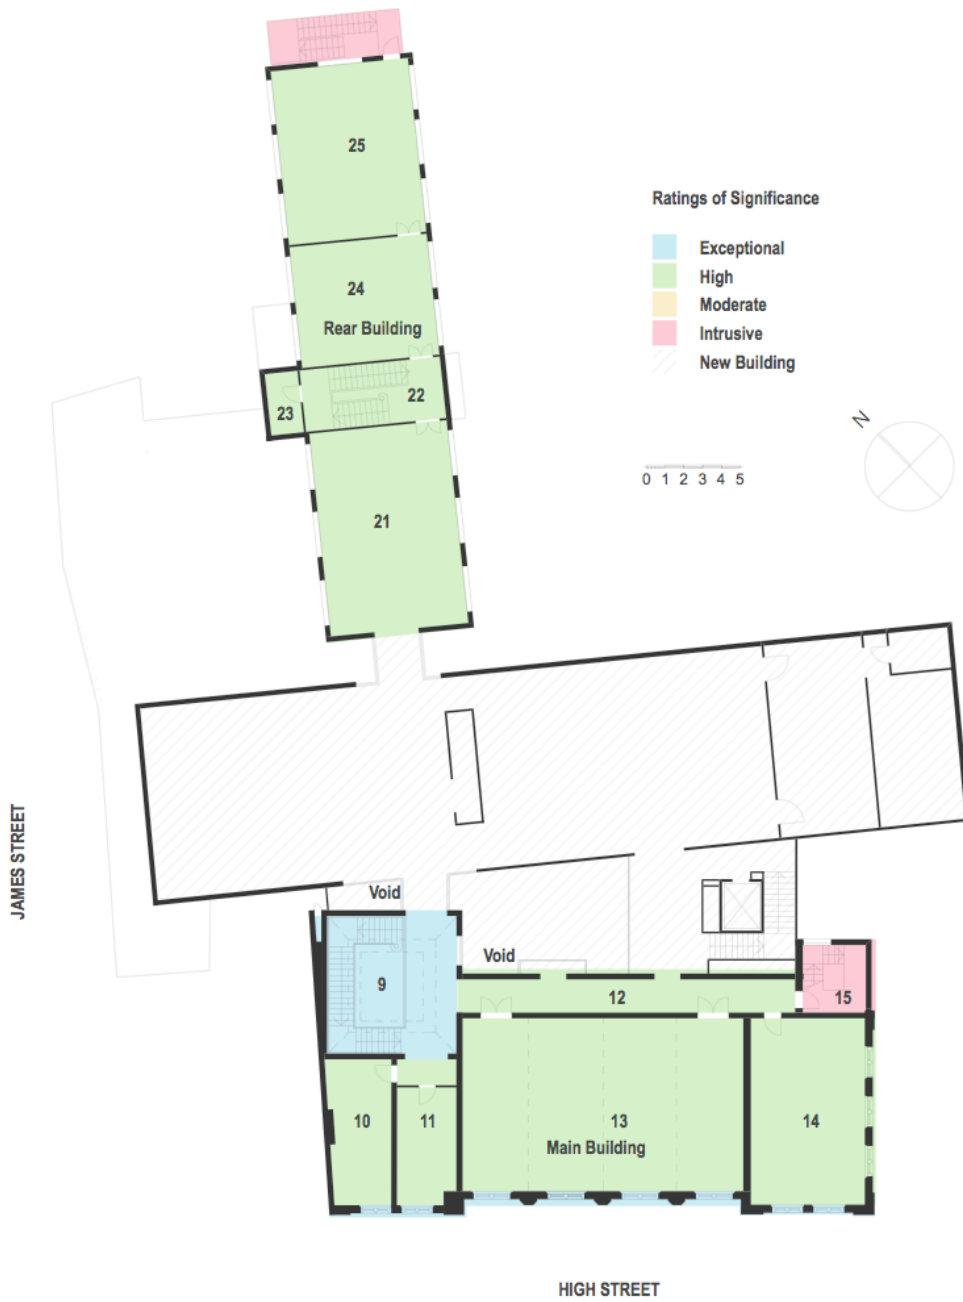 25
Ratings of Significance
Exceptional
High
Moderate
Intrusive
New Building
24
Rear Building
22
23
N
0 1 2 3 4 5
21
JAMES STREET
Void
Void
9
12
15
10
11
13
Main Building
14
HIGH STREET